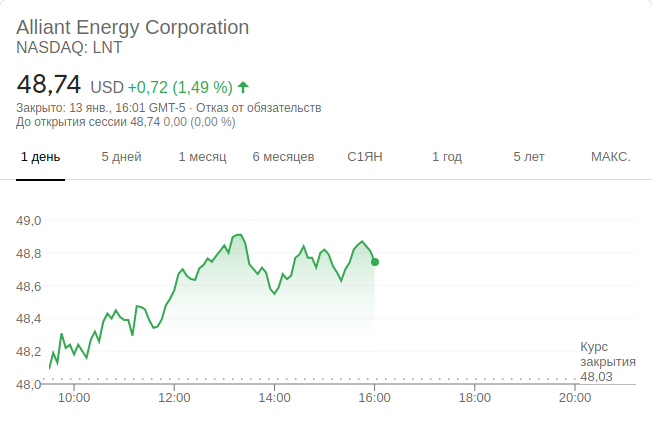 Alliant Energy Corporation
NASDAQ: LNT
48,74 USD +0,72 (1,49 %)
Закрыто: 13 янв., 16:01 GMT-5 · Отказ от обязательств
До открытия сессии 48,74 0,00 (0,00 %)
1 день 5 дней 1 месяц 6 месяцев С1ЯН 1 год 5 лет МАКС.
49,0
48,8
48,6
48,4
48,2
Курс
закрытия
48,03
48,0
10:00 12:00 14:00 16:00 18:00 20:00